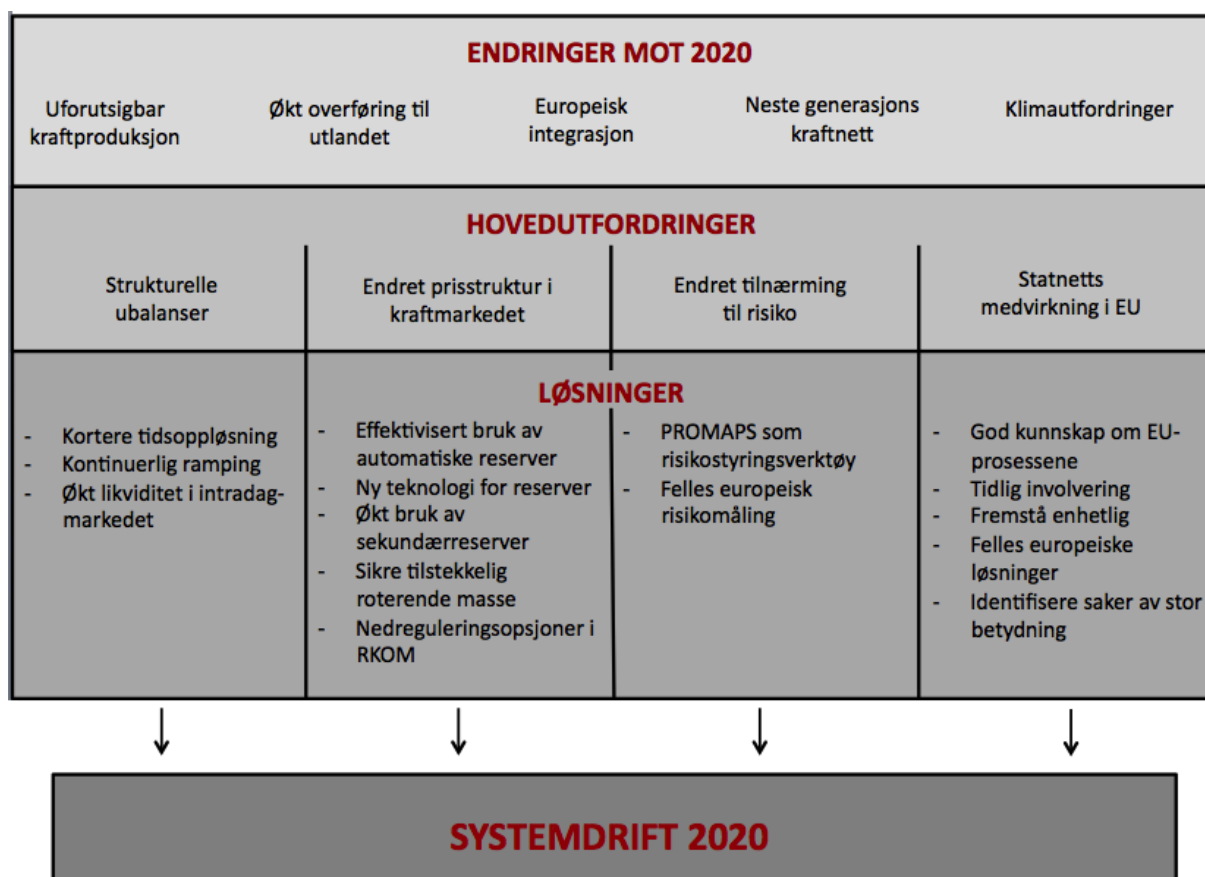 ENDRINGER MOT 2020
Uforutsigbar
kraftproduksjon
Økt overføring til
utlandet
Europeisk
integrasjon
Neste generasjons
kraftnett
Klimautfordringer
HOVEDUTFORDRINGER
Strukturelle
ubalanser
Endret prisstruktur i
kraftmarkedet
Endret tilnærming
til risiko
Statnetts
medvirkning i EU
LØSNINGER
- Kortere tidsoppløsning
- Kontinuerlig ramping
- Økt likviditet i intradag-
markedet
- Effektivisert bruk av
automatiske reserver
- Ny teknologi for reserver
- Økt bruk av
sekundærreserver
- Sikre tilstekkelig
roterende masse
- Nedreguleringsopsjoner i
RKOM
- PROMAPS som
risikostyringsverktøy
- Felles europeisk
risikomåling
- God kunnskap om EU-
prosessene
- Tidlig involvering
- Fremstå enhetlig
- Felles europeiske
løsninger
- Identifisere saker av stor
betydning
SYSTEMDRIFT 2020